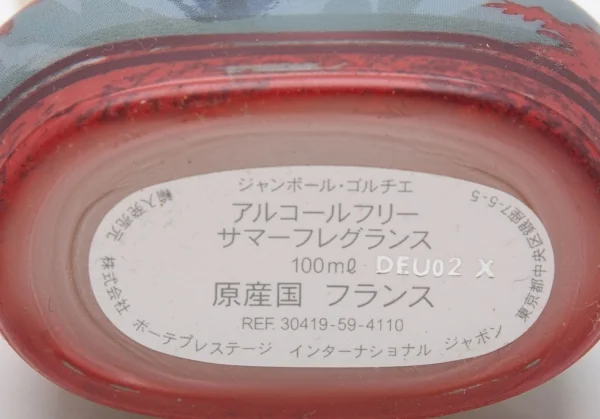 ジャンポール・ゴルチエ
アルコールフリー
サマーフレグランス
100mℓ DEU02 X
原産国 フランス
REF. 30419-59-4110
輸入発売元 株式会社 ボーテプレステージ インターナショナル ジャポン 東京都中央区銀座7-5-5